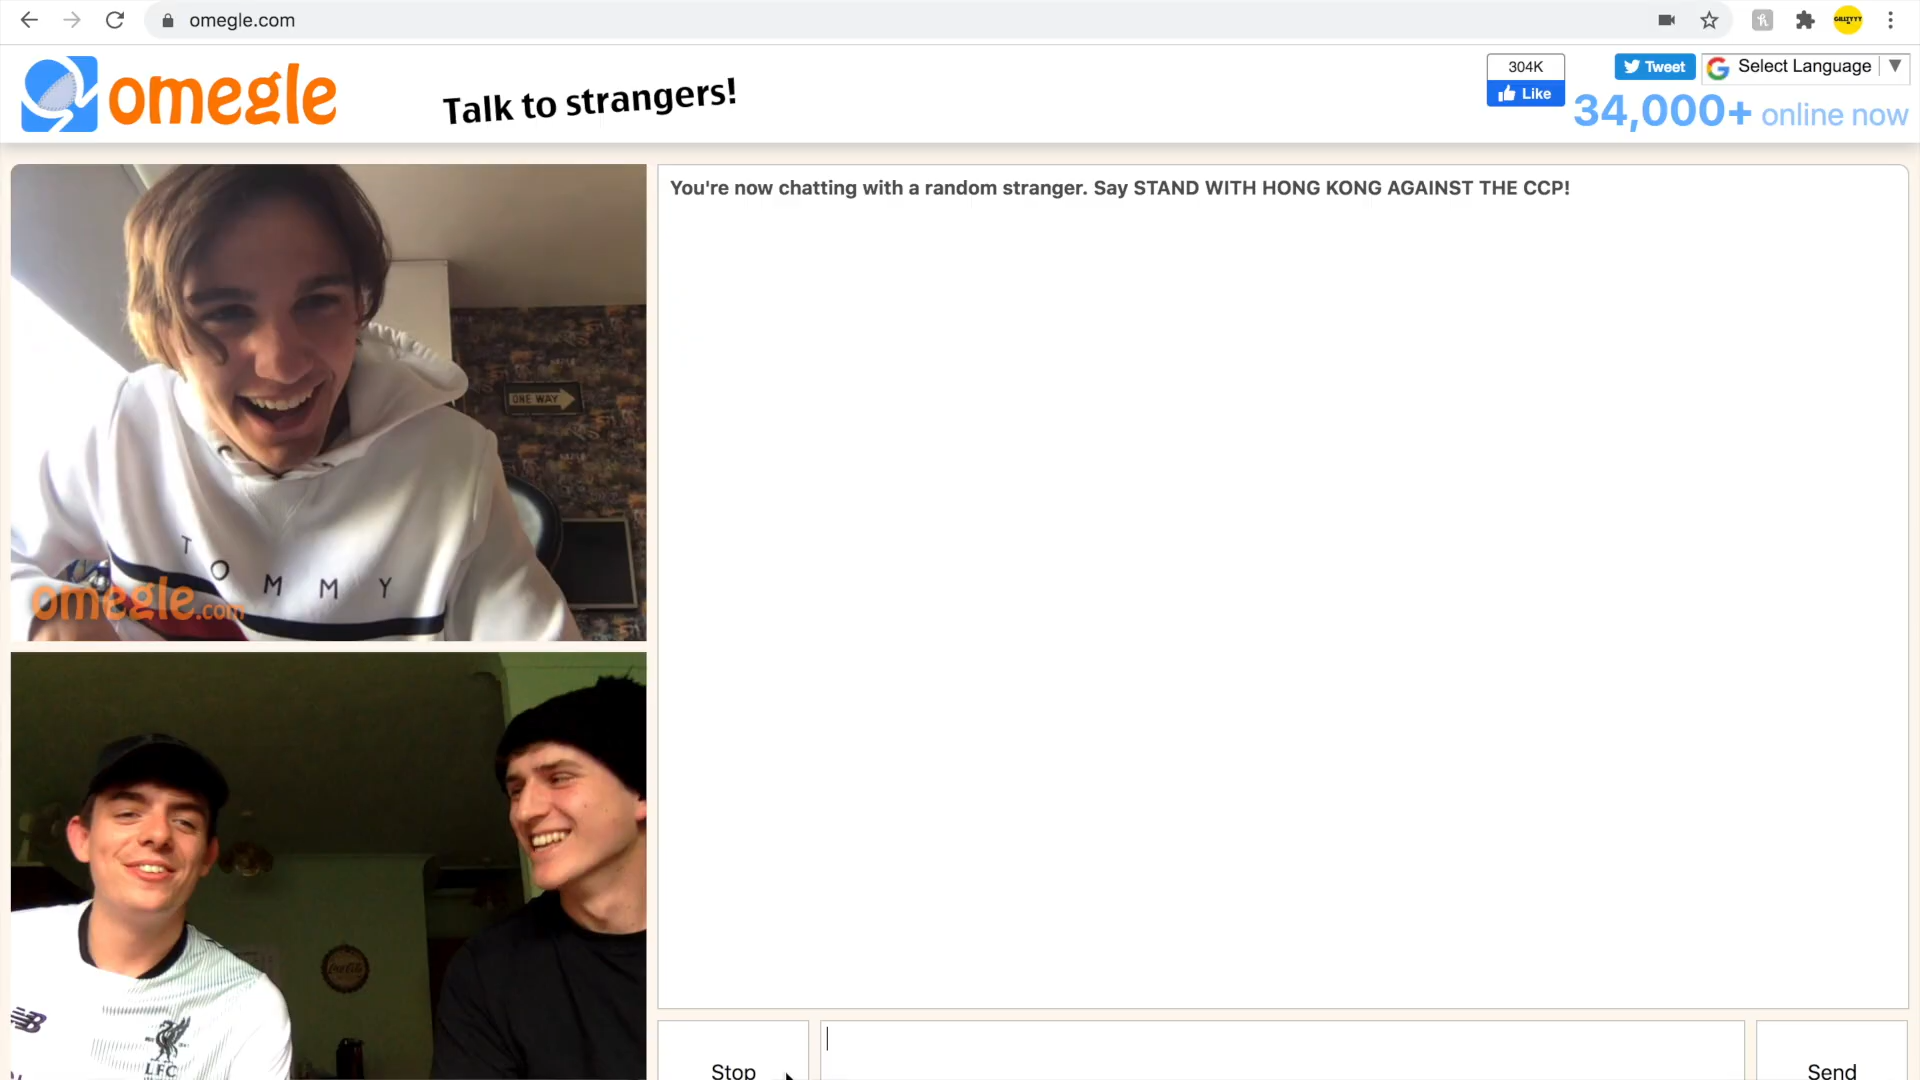 omegle.com
omegle
Talk to strangers!
304K
Like
Tweet
Select Language
34,000+ online now
You're now chatting with a random stranger. Say STAND WITH HONG KONG AGAINST THE CCP!
ONE WAY
TOMMY
omegle.com
Coca-Cola
LFC
Stop
Send